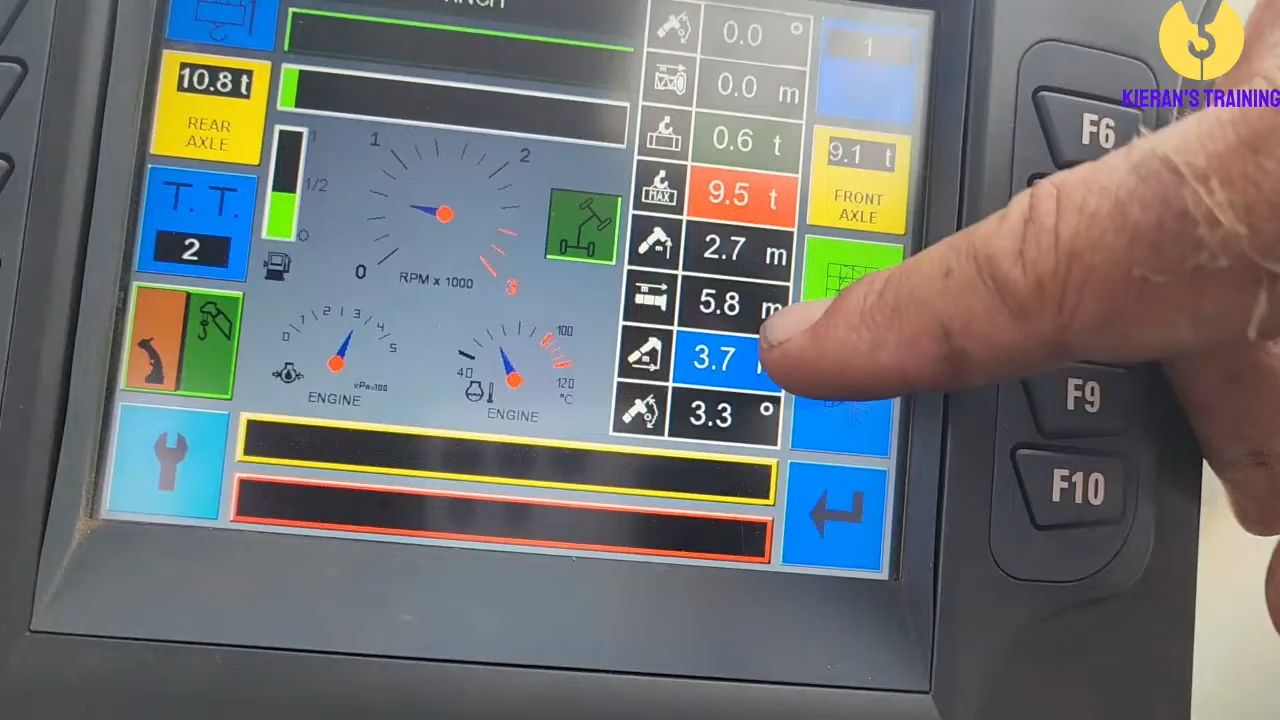 10.8 t
REAR
AXLE
T. T.
2
1
1/2
0
0
1
2
3
RPM x 1000
0
1
2
3
4
5
kPa×100
ENGINE
40
100
120
°C
ENGINE
0.0 °
0.0 m
0.6 t
MAX
9.5 t
m
2.7 m
m
5.8 m
m
3.7
3.3 °
1
9.1 t
FRONT
AXLE
F6
F9
F10
KIERAN'S TRAINING